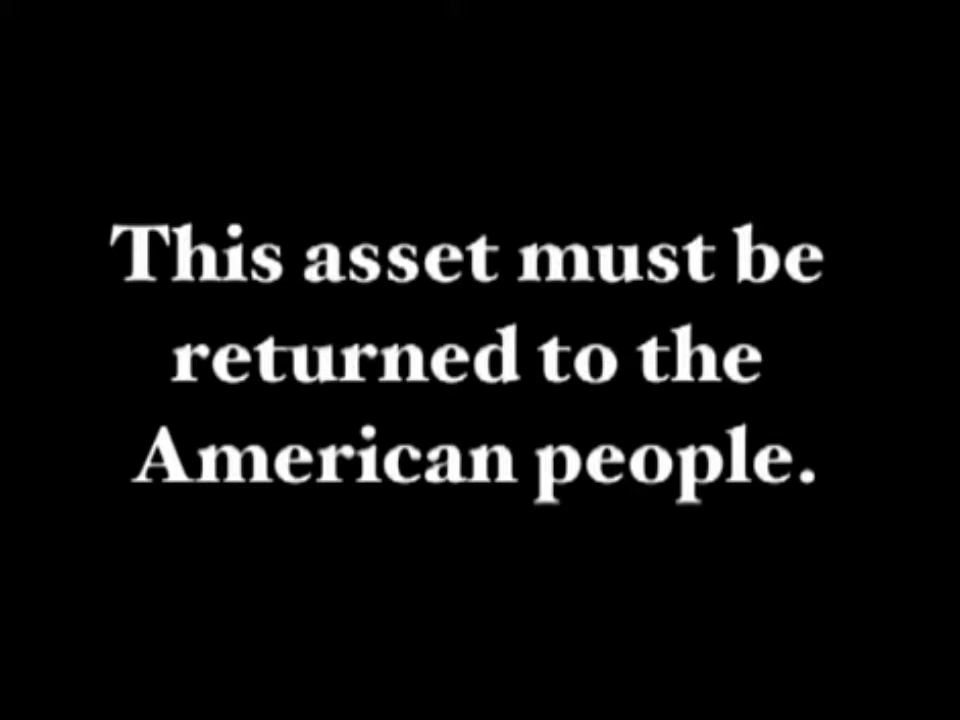 This asset must be
returned to the
American people.